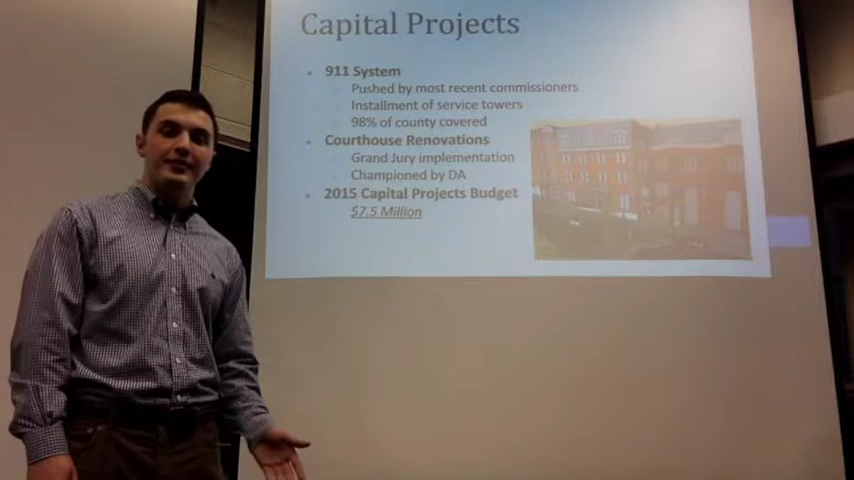 Capital Projects
911 System
Pushed by most recent commissioners
Installment of service towers
98% of county covered
Courthouse Renovations
Grand Jury implementation
Championed by DA
2015 Capital Projects Budget
$7.5 Million